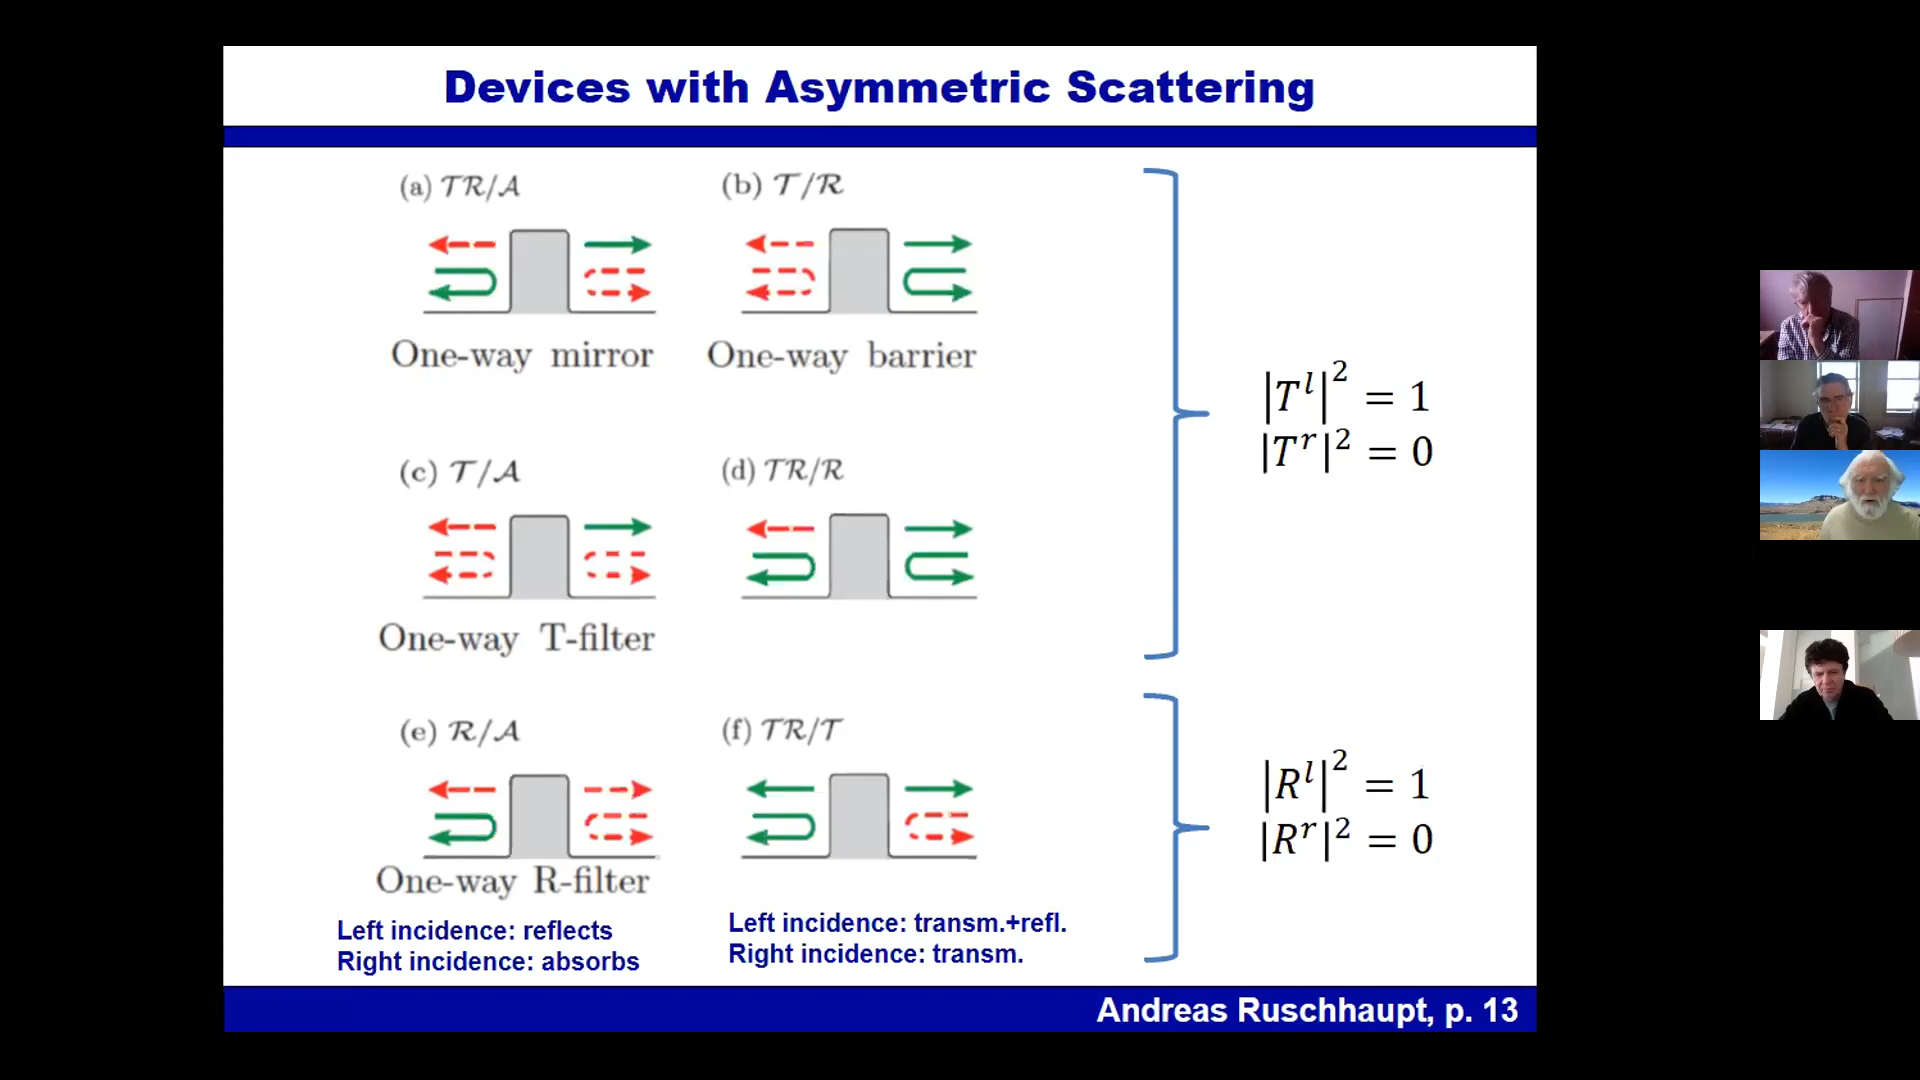 Devices with Asymmetric Scattering
(a) 𝒯ℛ/𝒜
(b) 𝒯/ℛ
One-way mirror
One-way barrier
(c) 𝒯/𝒜
(d) 𝒯ℛ/ℛ
One-way T-filter
|T^l|^2 = 1
|T^r|^2 = 0
(e) ℛ/𝒜
(f) 𝒯ℛ/𝒯
One-way R-filter
Left incidence: reflects
Right incidence: absorbs
Left incidence: transm.+refl.
Right incidence: transm.
|R^l|^2 = 1
|R^r|^2 = 0
Andreas Ruschhaupt, p. 13